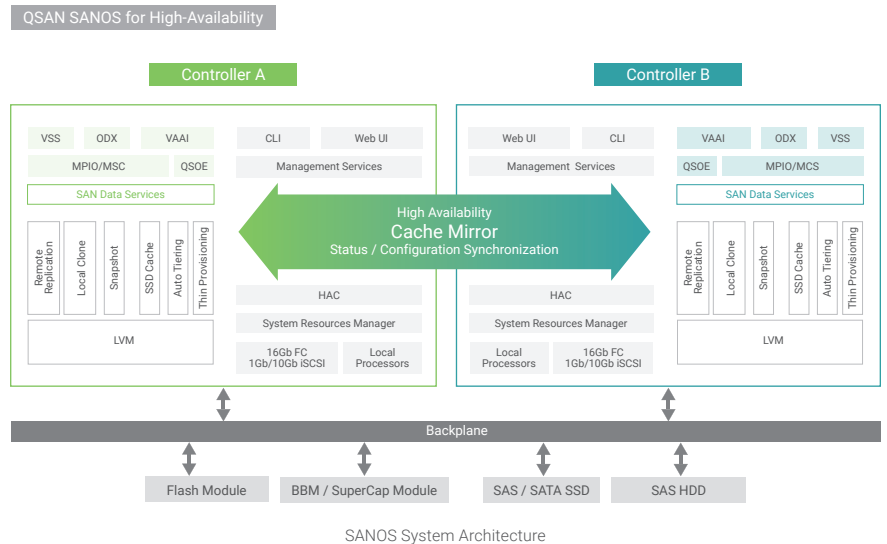 QSAN SANOS for High-Availability
Controller A
VSS
ODX
VAAI
MPIO/MSC
QSOE
SAN Data Services
Remote
Replication
Local Clone
Snapshot
SSD Cache
Auto Tiering
Thin Provisioning
LVM
CLI
Web UI
Management Services
High Availability
Cache Mirror
Status / Configuration Synchronization
HAC
System Resources Manager
16Gb FC
1Gb/10Gb iSCSI
Local
Processors
Controller B
Web UI
CLI
Management Services
HAC
System Resources Manager
Local
Processors
16Gb FC
1Gb/10Gb iSCSI
VAAI
ODX
VSS
QSOE
MPIO/MCS
SAN Data Services
Remote
Replication
Local Clone
Snapshot
SSD Cache
Auto Tiering
Thin Provisioning
LVM
Backplane
Flash Module
BBM / SuperCap Module
SAS / SATA SSD
SAS HDD
SANOS System Architecture